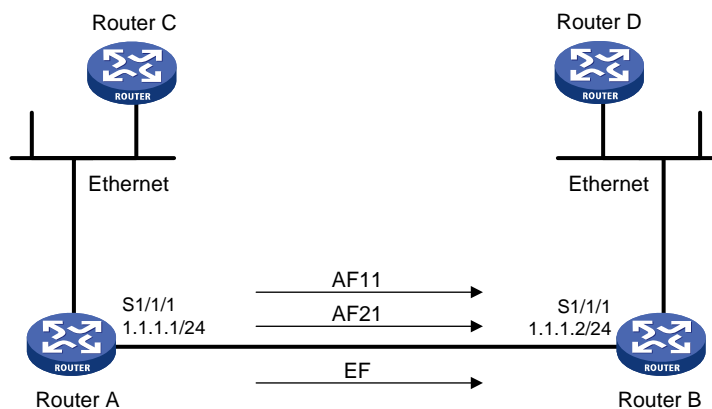 Router C
Router D
ROUTER
ROUTER
Ethernet
Ethernet
AF11
S1/1/1
1.1.1.1/24
AF21
S1/1/1
1.1.1.2/24
ROUTER
EF
ROUTER
Router A
Router B